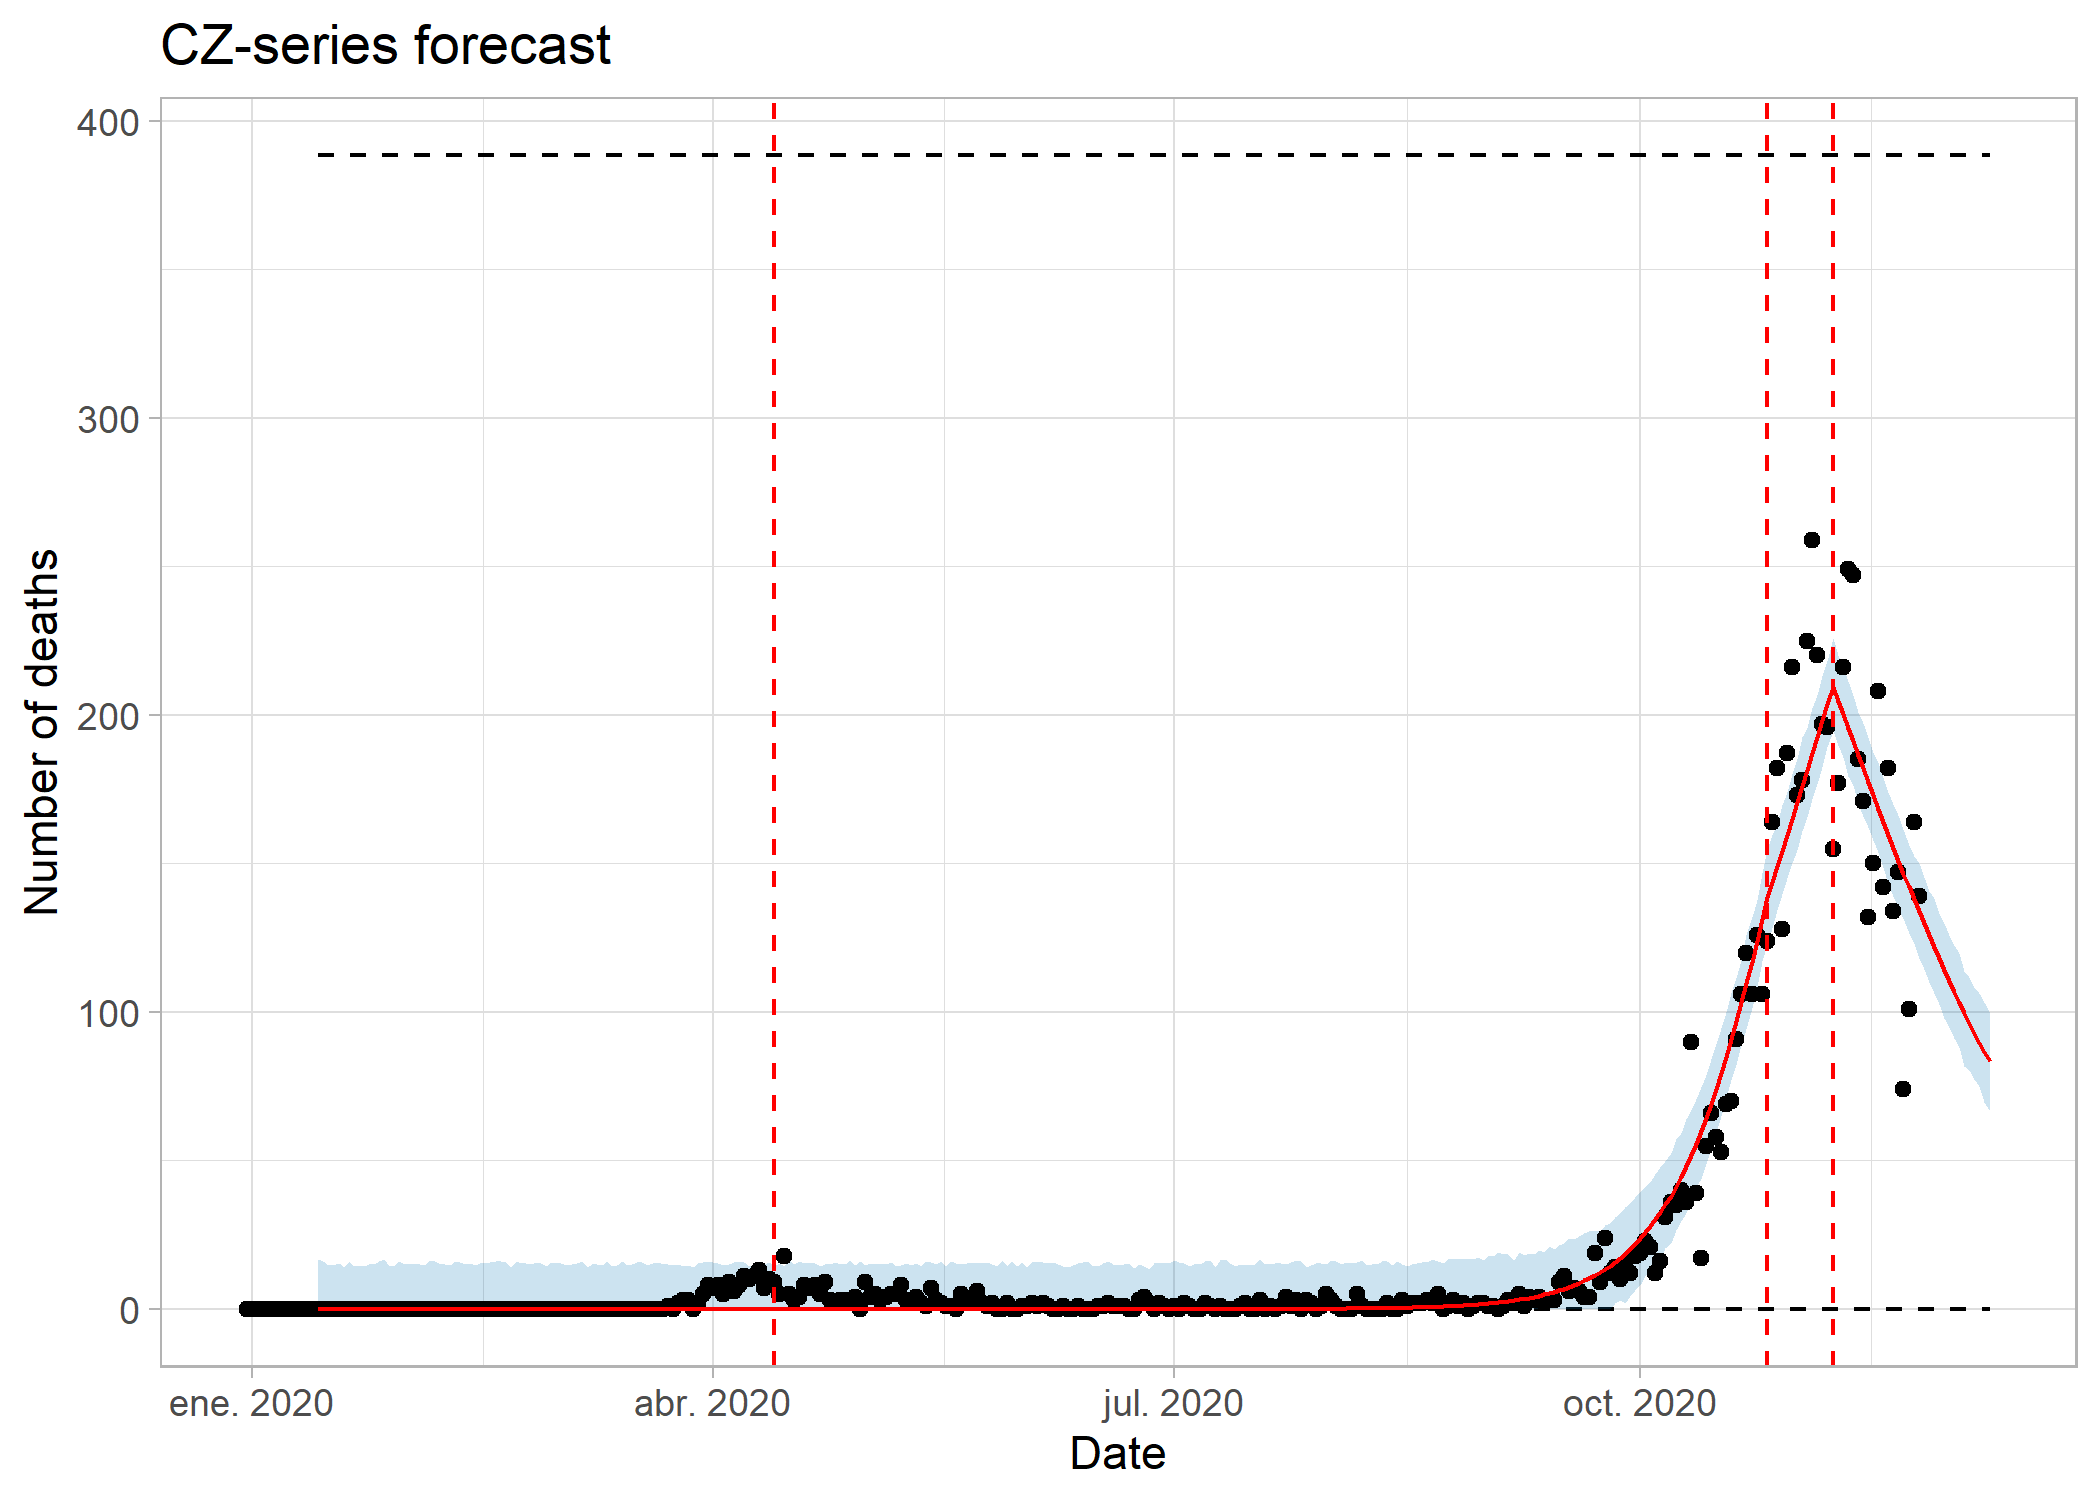 CZ-series forecast
400
300
200
100
0
Number of deaths
ene. 2020
abr. 2020
jul. 2020
oct. 2020
Date